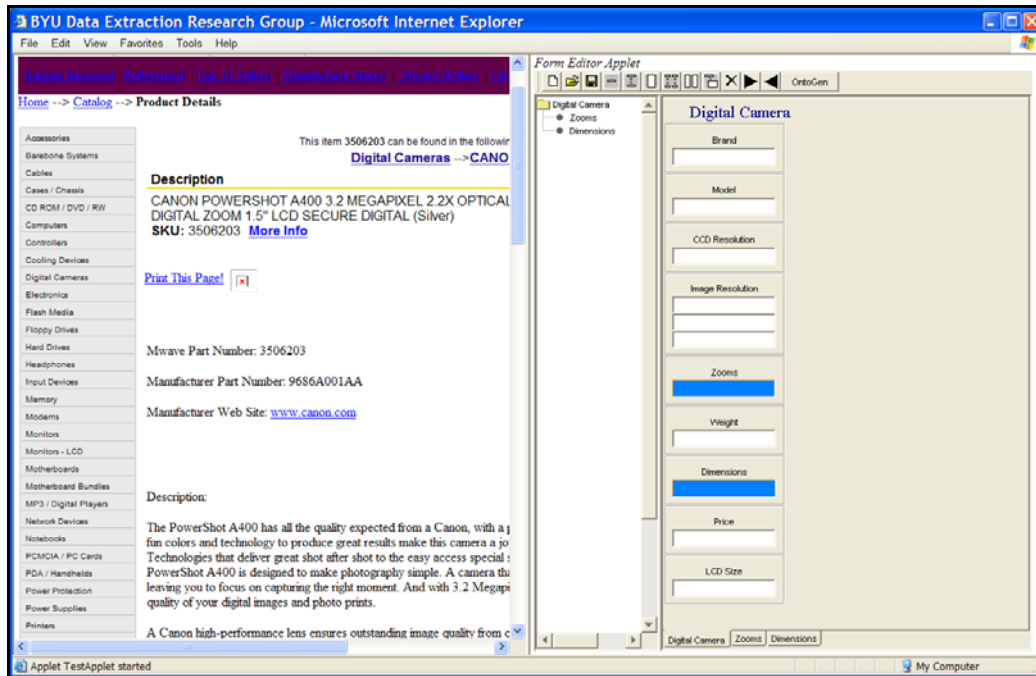 BYU Data Extraction Research Group - Microsoft Internet Explorer
File Edit View Favorites Tools Help
Refurbished | Top 10 Sellers | Manufacturer Stores | Mwave Dollars |
Home --> Catalog --> Product Details
Accessories
Barebone Systems
Cables
Cases / Chassis
CD ROM / DVD / RW
Computers
Controllers
Cooling Devices
Digital Cameras
Electronics
Flash Media
Floppy Drives
Hard Drives
Headphones
Input Devices
Memory
Modems
Monitors
Monitors - LCD
Motherboards
Motherboard Bundles
MP3 / Digital Players
Network Devices
Notebooks
PCMCIA / PC Cards
PDA / Handhelds
Power Protection
Power Supplies
Printers
This item 3506203 can be found in the followin
Digital Cameras -->CANO
Description
CANON POWERSHOT A400 3.2 MEGAPIXEL 2.2X OPTICAL
DIGITAL ZOOM 1.5" LCD SECURE DIGITAL (Silver)
SKU: 3506203 More Info
Print This Page!
Mwave Part Number: 3506203
Manufacturer Part Number: 9686A001AA
Manufacturer Web Site: www.canon.com
Description:
The PowerShot A400 has all the quality expected from a Canon, with a p
fun colors and technology to produce great results make this camera a jo
Technologies that deliver great shot after shot to the easy access special s
PowerShot A400 is designed to make photography simple. A camera tha
leaving you to focus on capturing the right moment. And with 3.2 Megapi
quality of your digital images and photo prints.
A Canon high-performance lens ensures outstanding image quality from c
Form Editor Applet
OntoGen
Digital Camera
Zooms
Dimensions
Digital Camera
Brand
Model
CCD Resolution
Image Resolution
Zooms
Weight
Dimensions
Price
LCD Size
Digital Camera Zooms Dimensions
Applet TestApplet started
My Computer